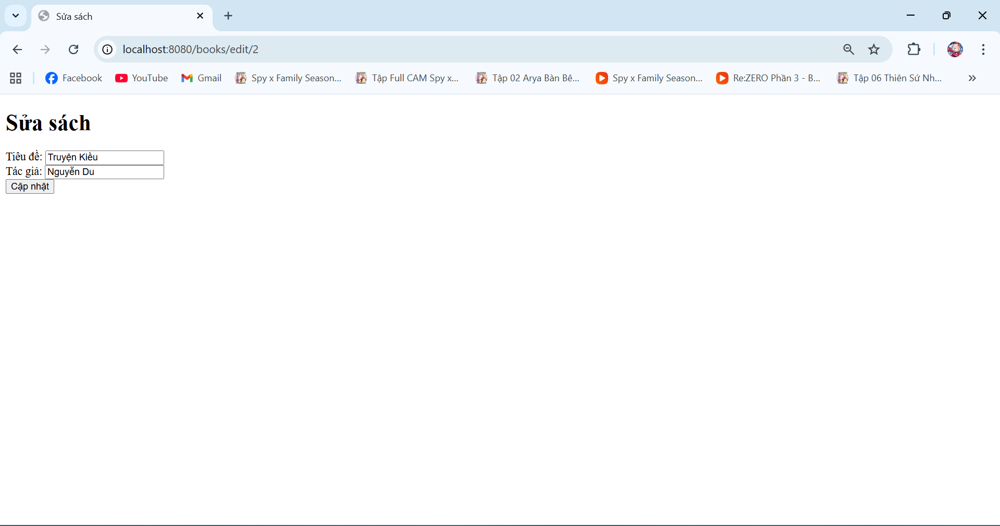 Sửa sách
localhost:8080/books/edit/2
Facebook YouTube Gmail Spy x Family Season... Tập Full CAM Spy x... Tập 02 Arya Bàn Bê... Spy x Family Season... Re:ZERO Phần 3 - B... Tập 06 Thiên Sứ Nh...
Sửa sách
Tiêu đề: Truyện Kiều
Tác giả: Nguyễn Du
Cập nhật